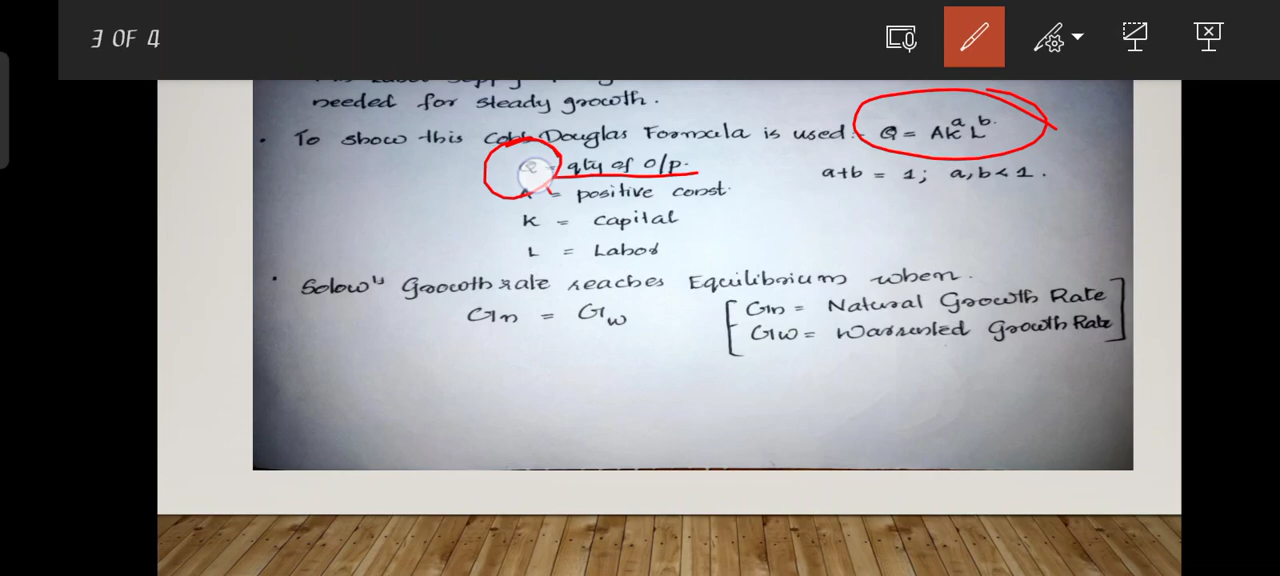 3 OF 4
needed for steady growth.
• To show this Cobb Douglas Formula is used:- Q = AK^a L^b.
= qty of o/p.
a+b = 1; a, b < 1.
A = positive const.
K = Capital
L = Labor
• Solow's Growth rate reaches Equilibrium when.
Gn = Gw
[Gn = Natural Growth Rate
Gw = Warrented Growth Rate]